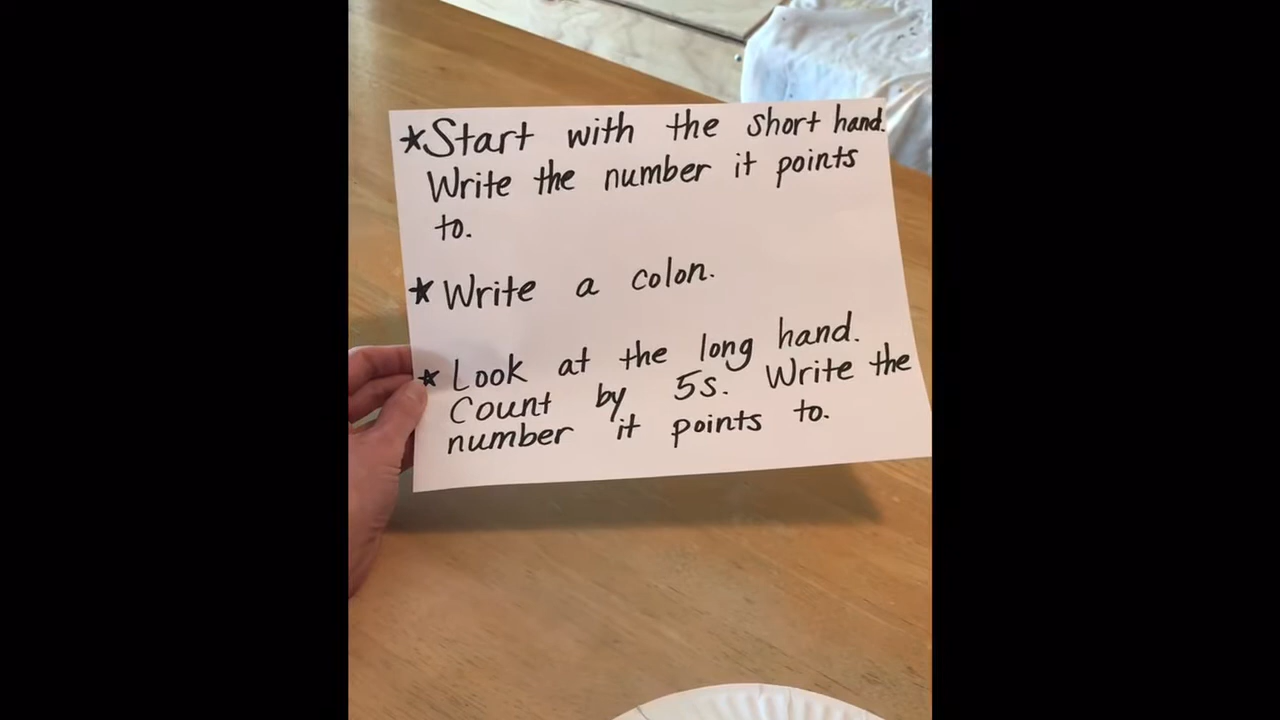 ★Start with the short hand.
Write the number it points
to.
★Write a colon.
★Look at the long hand.
Count by 5s. Write the
number it points to.